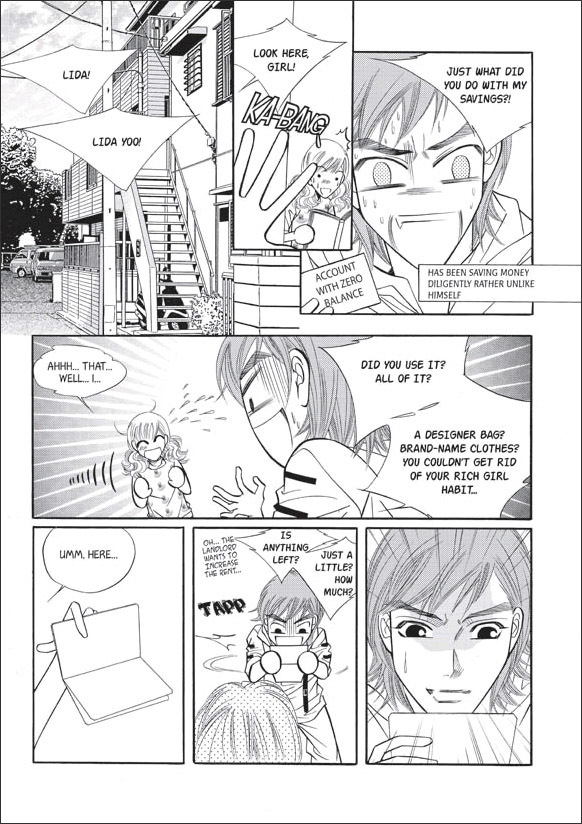 LIDA!
LIDA YOO!
LOOK HERE,
GIRL!
KA-BANG
JUST WHAT DID
YOU DO WITH MY
SAVINGS?!
ACCOUNT
WITH ZERO
BALANCE
HAS BEEN SAVING MONEY
DILIGENTLY RATHER UNLIKE
HIMSELF
AHHH... THAT...
WELL... I...
DID YOU USE IT?
ALL OF IT?
A DESIGNER BAG?
BRAND-NAME CLOTHES?
YOU COULDN'T GET RID
OF YOUR RICH GIRL
HABIT...
UMM, HERE...
OH... THE
LANDLORD
WANTS TO
INCREASE
THE RENT...
IS
ANYTHING
LEFT?
JUST A
LITTLE?
HOW
MUCH?
TAPP